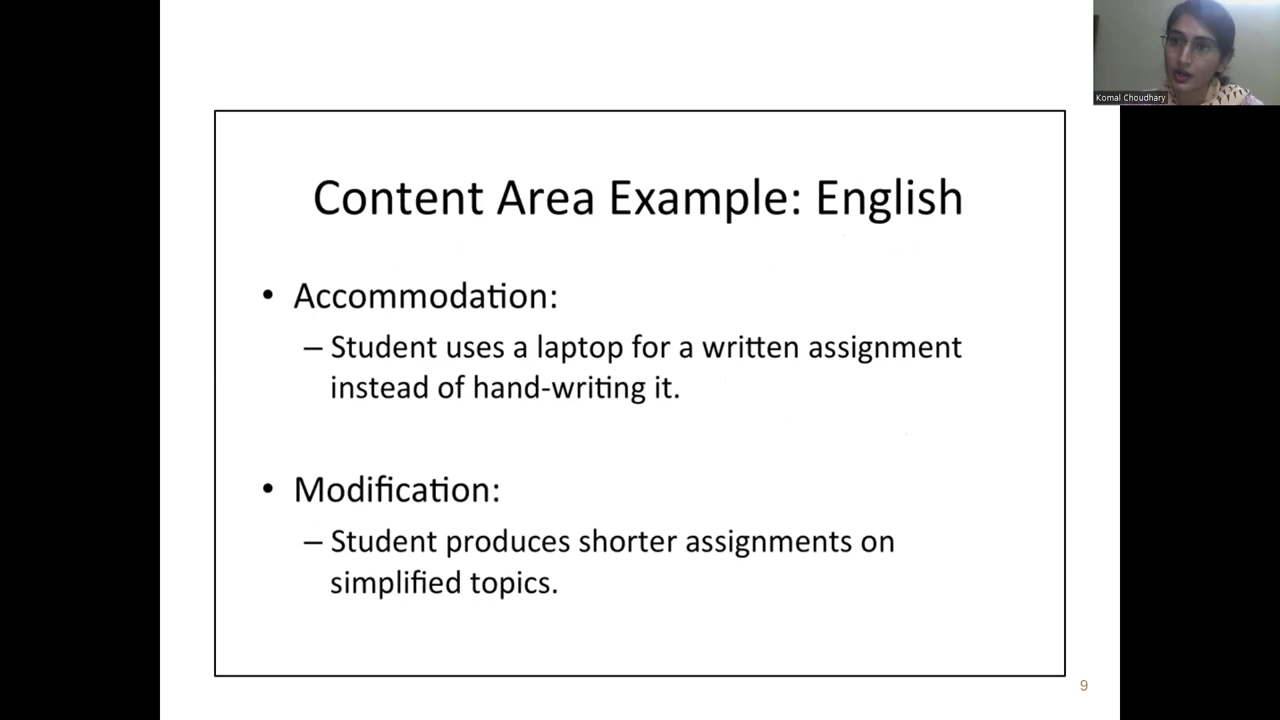 Komal Choudhary
Content Area Example: English
• Accommodation:
– Student uses a laptop for a written assignment
instead of hand-writing it.
• Modification:
– Student produces shorter assignments on
simplified topics.
9